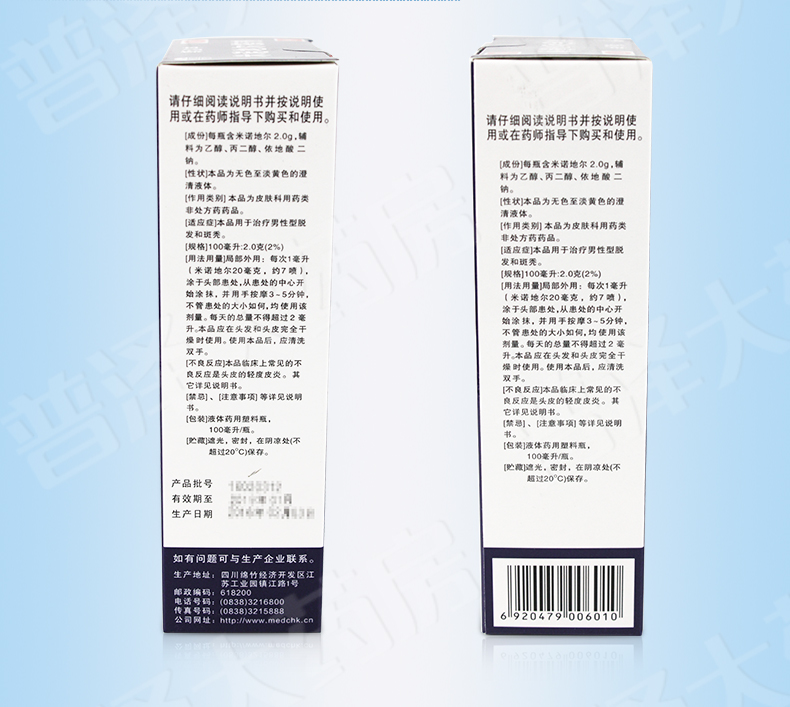 请仔细阅读说明书并按说明使
用或在药师指导下购买和使用。
[成份]每瓶含米诺地尔 2.0g,辅
料为乙醇、丙二醇、依地酸 二
钠。
[性状]本品为无色至淡黄色的澄
清液体。
[作用类别] 本品为皮肤科用药类
非处方药药品。
[适应症]本品用于治疗男性型脱
发和斑秃。
[规格]100毫升:2.0克(2%)
[用法用量]局部外用: 每次1毫升
(米诺地尔20毫克, 约7 喷),
涂于头部患处,从患处的中心开
始涂抹, 并用手按摩3~5分钟,
不管患处的大小如何,均使用该
剂量。每天的总量不得超过 2 毫
升。本品应在头发和头皮完全干
燥时使用。使用本品后,应清洗
双手。
[不良反应]本品临床上常见的不
良反应是头皮的轻度皮炎。 其
它详见说明书。
[禁忌]、[注意事项] 等详见说明
书。
[包装]液体药用塑料瓶,
100毫升/瓶。
[贮藏]遮光, 密封, 在阴凉处(不
超过20°C)保存。
产品批号
有效期至 2019年01月
生产日期 2016年02月03日
如有问题可与生产企业联系。
生产地址: 四川绵竹经济开发区江
苏工业园镇江路1号
邮政编码: 618200
电话号码: (0838)3216800
传真号码: (0838)3215888
公司网址: http://www.medchk.cn
请仔细阅读说明书并按说明使
用或在药师指导下购买和使用。
[成份]每瓶含米诺地尔 2.0g,辅
料为乙醇、丙二醇、依地酸 二
钠。
[性状]本品为无色至淡黄色的澄
清液体。
[作用类别] 本品为皮肤科用药类
非处方药药品。
[适应症]本品用于治疗男性型脱
发和斑秃。
[规格]100毫升:2.0克(2%)
[用法用量]局部外用: 每次1毫升
(米诺地尔20毫克, 约7 喷),
涂于头部患处,从患处的中心开
始涂抹, 并用手按摩3~5分钟,
不管患处的大小如何,均使用该
剂量。每天的总量不得超过 2 毫
升。本品应在头发和头皮完全干
燥时使用。使用本品后,应清洗
双手。
[不良反应]本品临床上常见的不
良反应是头皮的轻度皮炎。 其
它详见说明书。
[禁忌]、[注意事项] 等详见说明
书。
[包装]液体药用塑料瓶,
100毫升/瓶。
[贮藏]遮光, 密封, 在阴凉处(不
超过20°C)保存。
6 920479 006010
普泽大药房